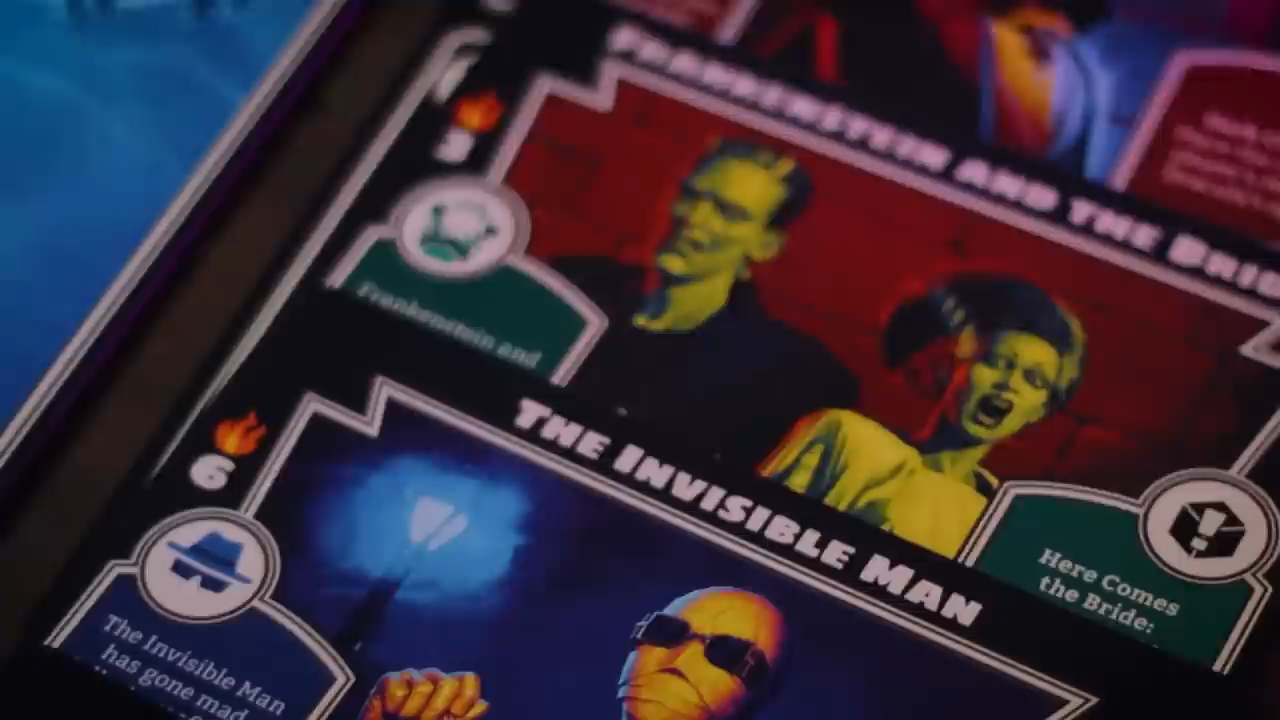 FRANKENSTEIN AND THE
3
Frankenstein and
THE INVISIBLE MAN
6
Here Comes
the Bride:
The Invisible Man
has gone mad